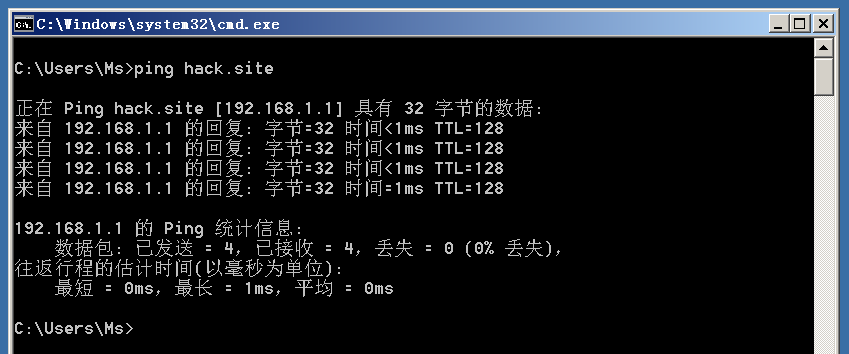 C:\Windows\system32\cmd.exe
C:\Users\Ms>ping hack.site
正在 Ping hack.site [192.168.1.1] 具有 32 字节的数据:
来自 192.168.1.1 的回复: 字节=32 时间<1ms TTL=128
来自 192.168.1.1 的回复: 字节=32 时间<1ms TTL=128
来自 192.168.1.1 的回复: 字节=32 时间<1ms TTL=128
来自 192.168.1.1 的回复: 字节=32 时间=1ms TTL=128
192.168.1.1 的 Ping 统计信息:
数据包: 已发送 = 4，已接收 = 4，丢失 = 0 (0% 丢失)，
往返行程的估计时间(以毫秒为单位):
最短 = 0ms，最长 = 1ms，平均 = 0ms
C:\Users\Ms>